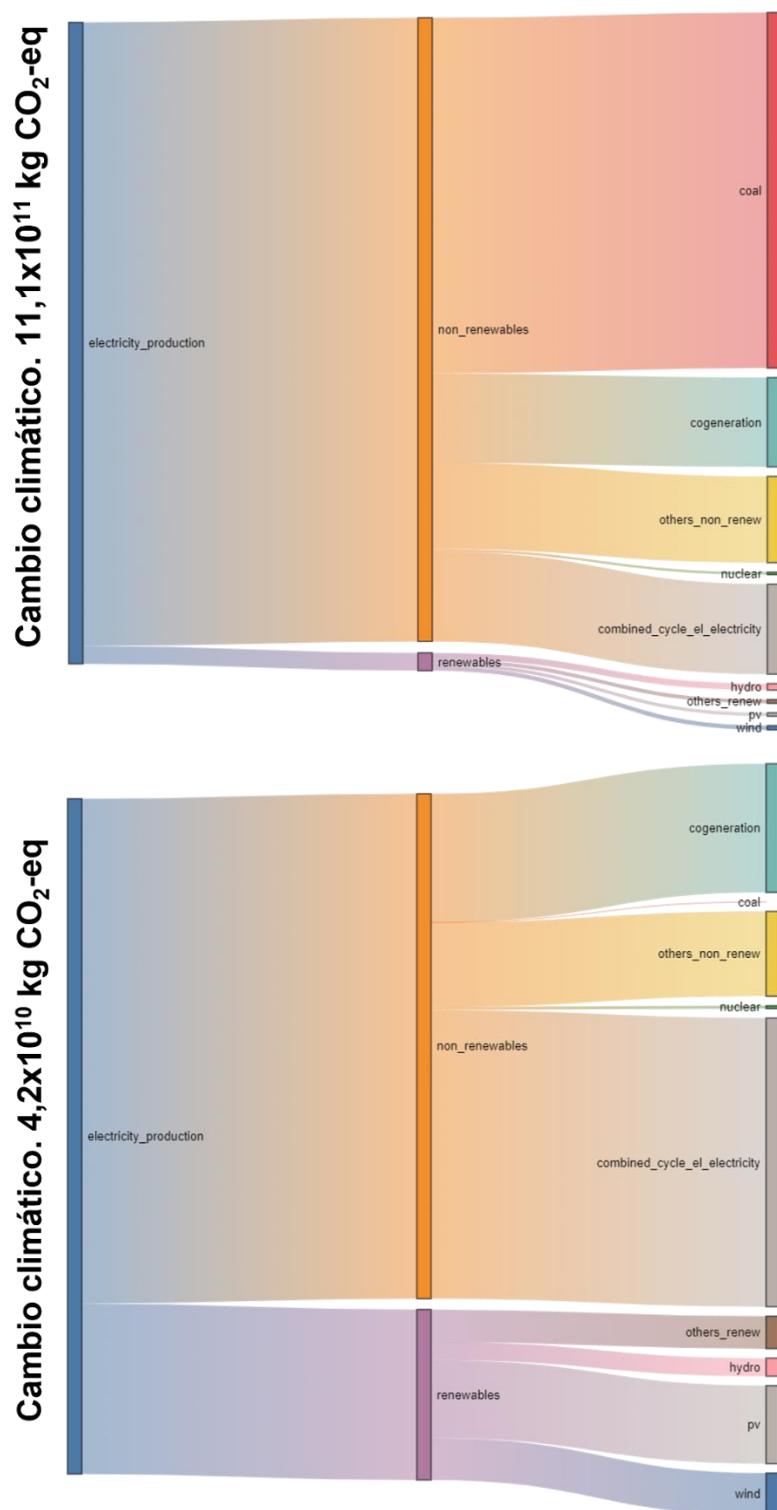 Cambio climático. 11,1x10¹¹ kg CO₂-eq
electricity_production
non_renewables
renewables
coal
cogeneration
others_non_renew
nuclear
combined_cycle_el_electricity
hydro
others_renew
pv
wind
Cambio climático. 4,2x10¹⁰ kg CO₂-eq
electricity_production
non_renewables
renewables
cogeneration
coal
others_non_renew
nuclear
combined_cycle_el_electricity
others_renew
hydro
pv
wind